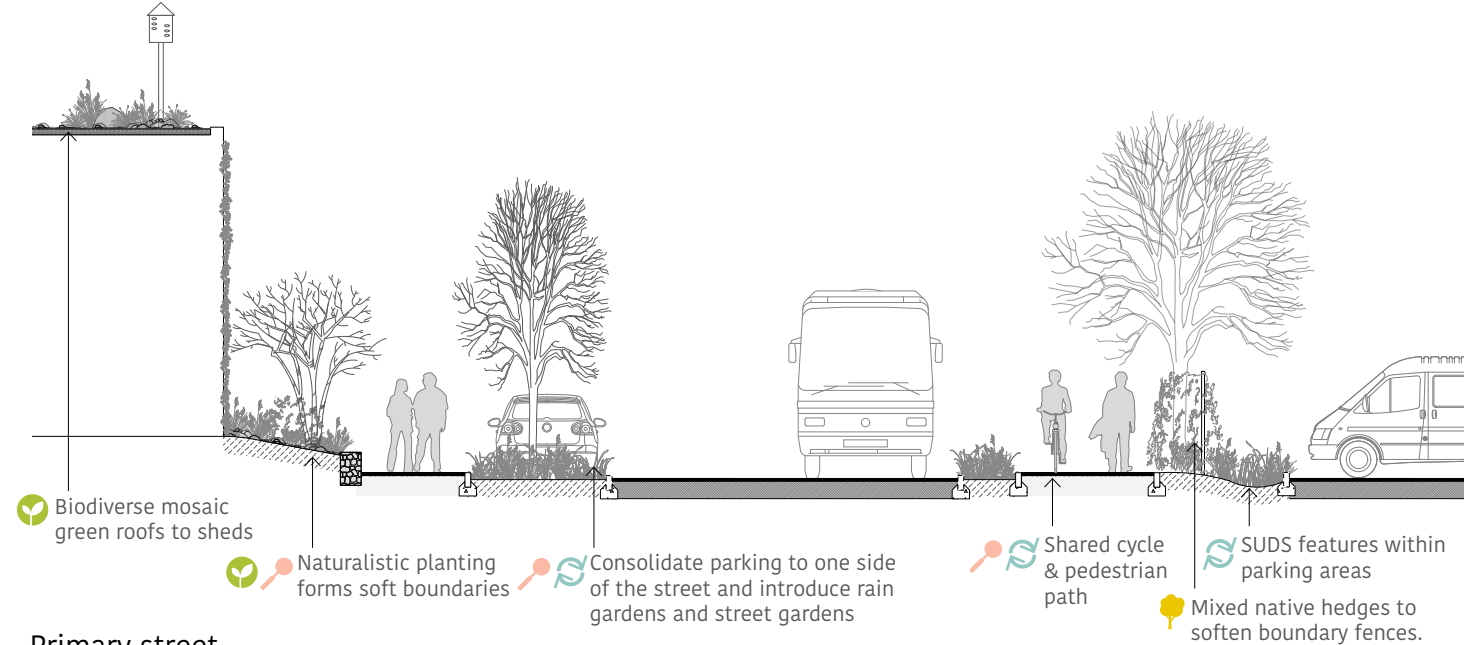 Biodiverse mosaic
green roofs to sheds
Naturalistic planting
forms soft boundaries
Consolidate parking to one side
of the street and introduce rain
gardens and street gardens
Shared cycle
& pedestrian
path
SUDS features within
parking areas
Mixed native hedges to
soften boundary fences.
Primary street